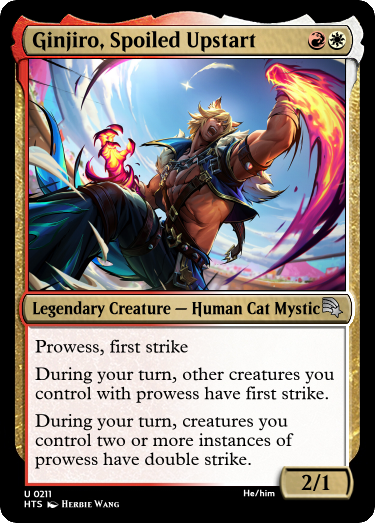 Ginjiro, Spoiled Upstart
Legendary Creature — Human Cat Mystic
Prowess, first strike
During your turn, other creatures you
control with prowess have first strike.
During your turn, creatures you
control two or more instances of
prowess have double strike.
2/1
U 0211
HTS Herbie Wang
He/him